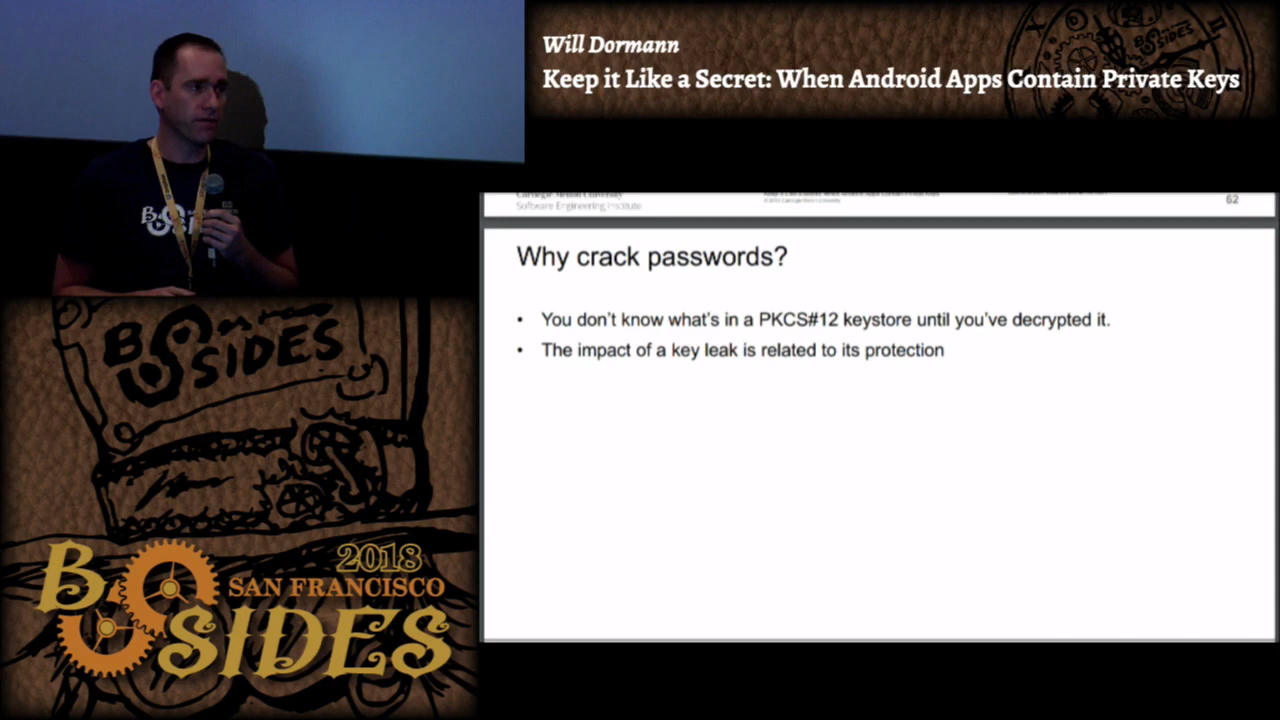 Will Dormann
Keep it Like a Secret: When Android Apps Contain Private Keys
Carnegie Mellon University
Software Engineering Institute
62
Why crack passwords?
• You don't know what's in a PKCS#12 keystore until you've decrypted it.
• The impact of a key leak is related to its protection
BSIDES
2018
SAN FRANCISCO
BSIDES